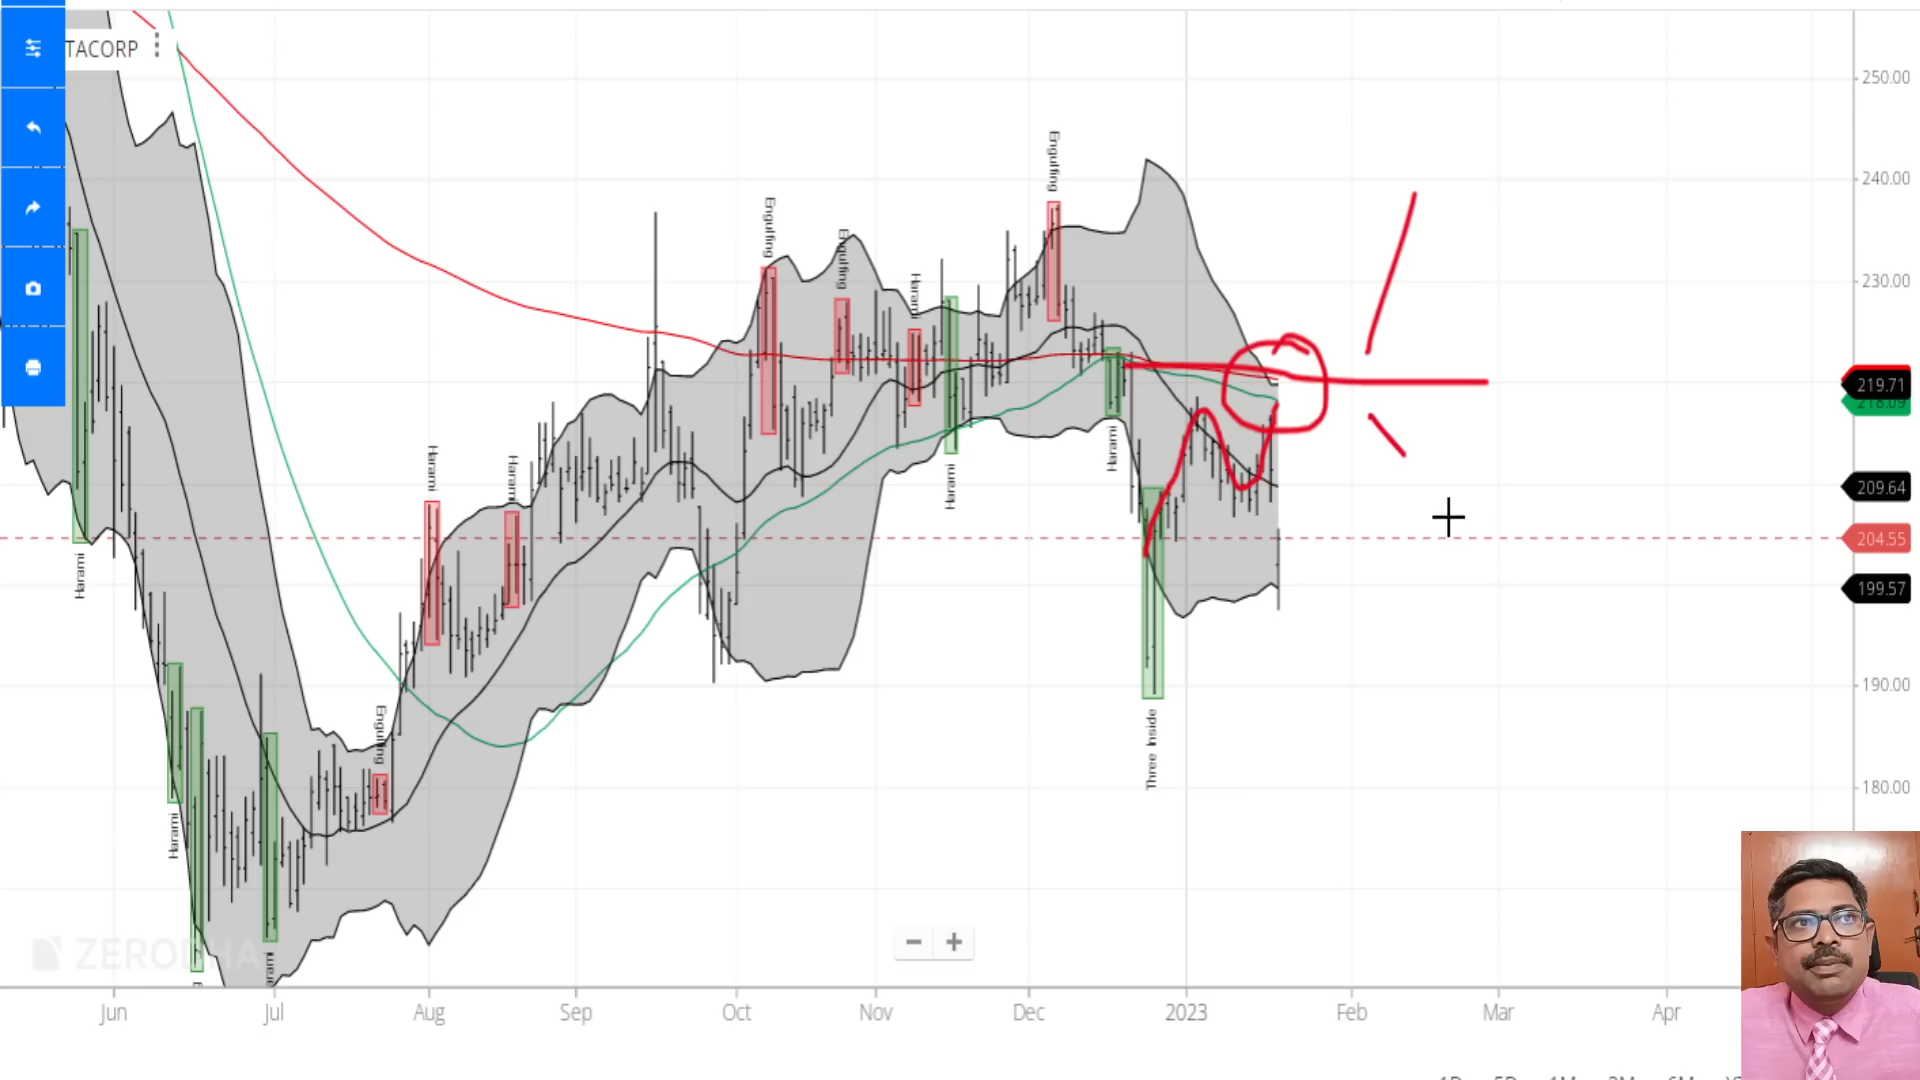 TACORP
250.00
240.00
230.00
219.71
218.09
209.64
204.55
199.57
190.00
180.00
Engulfing
Engulfing
Engulfing
Harami
Harami
Harami
Harami
Harami
Harami
Engulfing
Harami
Three Inside
ZERODHA
Jun Jul Aug Sep Oct Nov Dec 2023 Feb Mar Apr